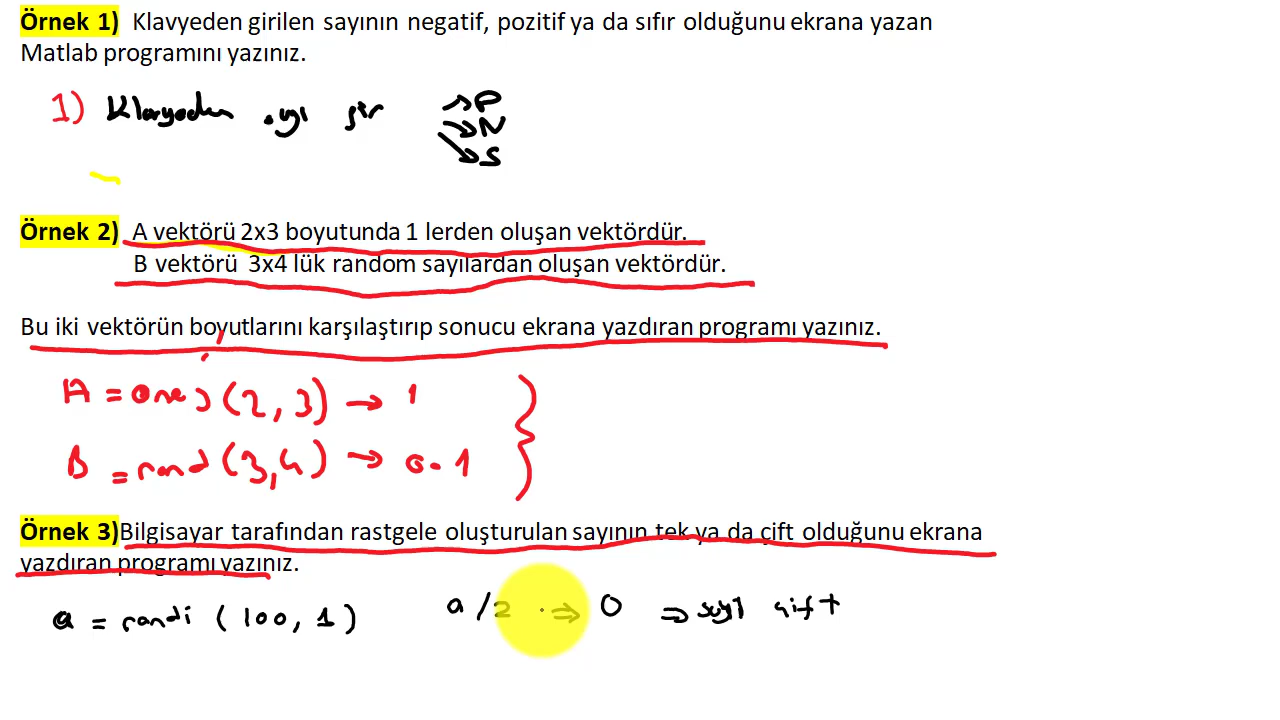 Örnek 1) Klavyeden girilen sayının negatif, pozitif ya da sıfır olduğunu ekrana yazan
Matlab programını yazınız.
1) Klavyeden gir → P
→ N
→ S
Örnek 2) A vektörü 2x3 boyutunda 1 lerden oluşan vektördür.
B vektörü 3x4 lük random sayılardan oluşan vektördür.
Bu iki vektörün boyutlarını karşılaştırıp sonucu ekrana yazdıran programı yazınız.
A = ones (2, 3) → 1
B = rand (3,4) → 0-1
Örnek 3)Bilgisayar tarafından rastgele oluşturulan sayının tek ya da çift olduğunu ekrana
yazdıran programı yazınız.
a = randi (100, 1) a/2 ⇒ 0 ⇒ sayı çift